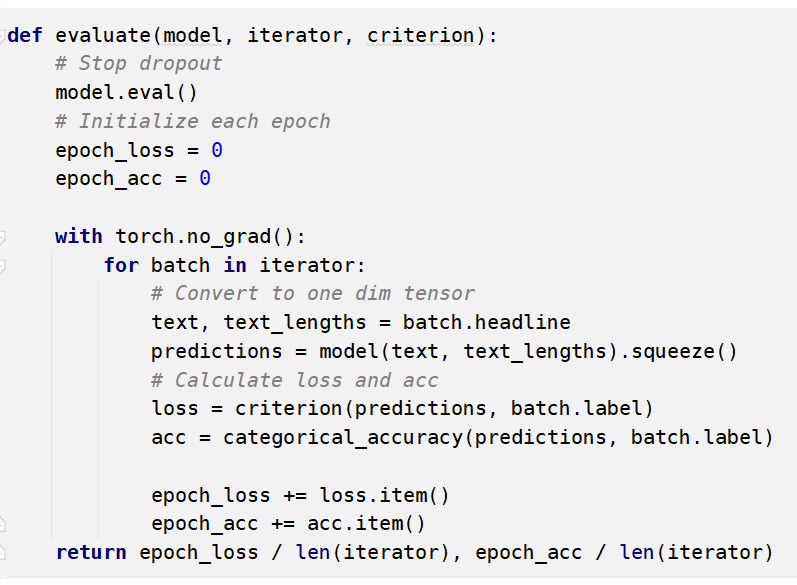 def evaluate(model, iterator, criterion):
    # Stop dropout
    model.eval()
    # Initialize each epoch
    epoch_loss = 0
    epoch_acc = 0

    with torch.no_grad():
        for batch in iterator:
            # Convert to one dim tensor
            text, text_lengths = batch.headline
            predictions = model(text, text_lengths).squeeze()
            # Calculate loss and acc
            loss = criterion(predictions, batch.label)
            acc = categorical_accuracy(predictions, batch.label)

            epoch_loss += loss.item()
            epoch_acc += acc.item()
    return epoch_loss / len(iterator), epoch_acc / len(iterator)